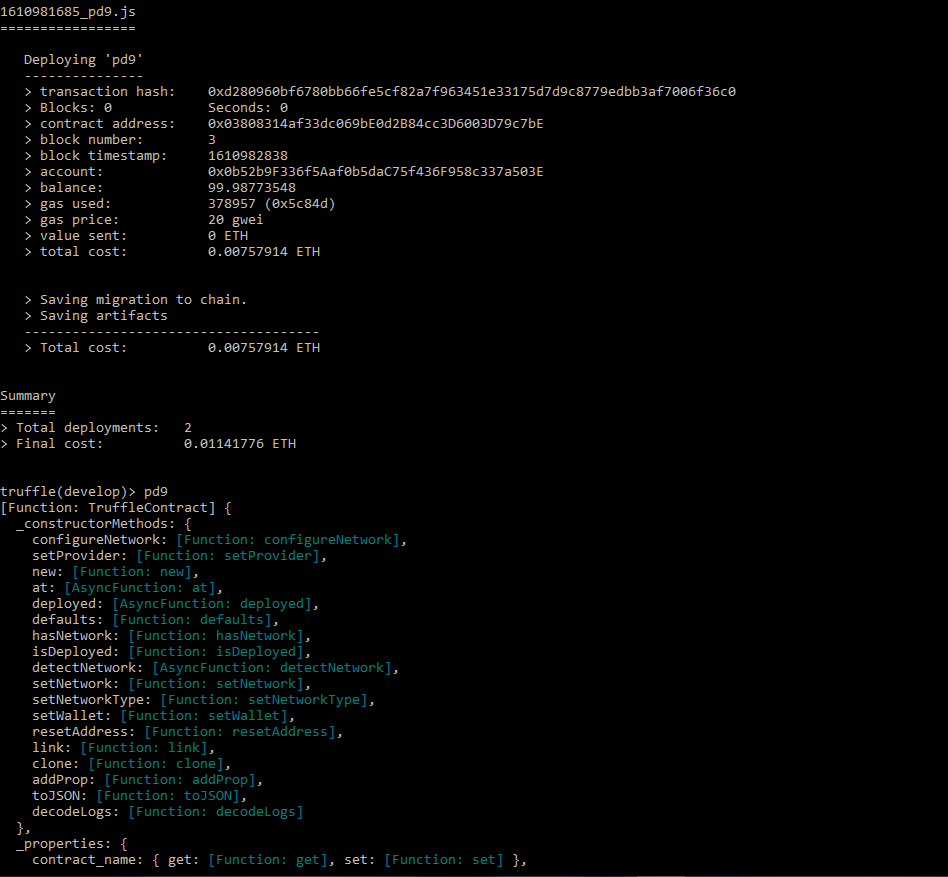 1610981685_pd9.js
=================
Deploying 'pd9'
---------------
> transaction hash: 0xd280960bf6780bb66fe5cf82a7f963451e33175d7d9c8779edbb3af7006f36c0
> Blocks: 0 Seconds: 0
> contract address: 0x03808314af33dc069bE0d2B84cc3D6003D79c7bE
> block number: 3
> block timestamp: 1610982838
> account: 0x0b52b9F336f5Aaf0b5daC75f436F958c337a503E
> balance: 99.98773548
> gas used: 378957 (0x5c84d)
> gas price: 20 gwei
> value sent: 0 ETH
> total cost: 0.00757914 ETH
> Saving migration to chain.
> Saving artifacts
-------------------------------------
> Total cost: 0.00757914 ETH
Summary
=======
> Total deployments: 2
> Final cost: 0.01141776 ETH
truffle(develop)> pd9
[Function: TruffleContract] {
_constructorMethods: {
configureNetwork: [Function: configureNetwork],
setProvider: [Function: setProvider],
new: [Function: new],
at: [AsyncFunction: at],
deployed: [AsyncFunction: deployed],
defaults: [Function: defaults],
hasNetwork: [Function: hasNetwork],
isDeployed: [Function: isDeployed],
detectNetwork: [AsyncFunction: detectNetwork],
setNetwork: [Function: setNetwork],
setNetworkType: [Function: setNetworkType],
setWallet: [Function: setWallet],
resetAddress: [Function: resetAddress],
link: [Function: link],
clone: [Function: clone],
addProp: [Function: addProp],
toJSON: [Function: toJSON],
decodeLogs: [Function: decodeLogs]
},
_properties: {
contract_name: { get: [Function: get], set: [Function: set] },